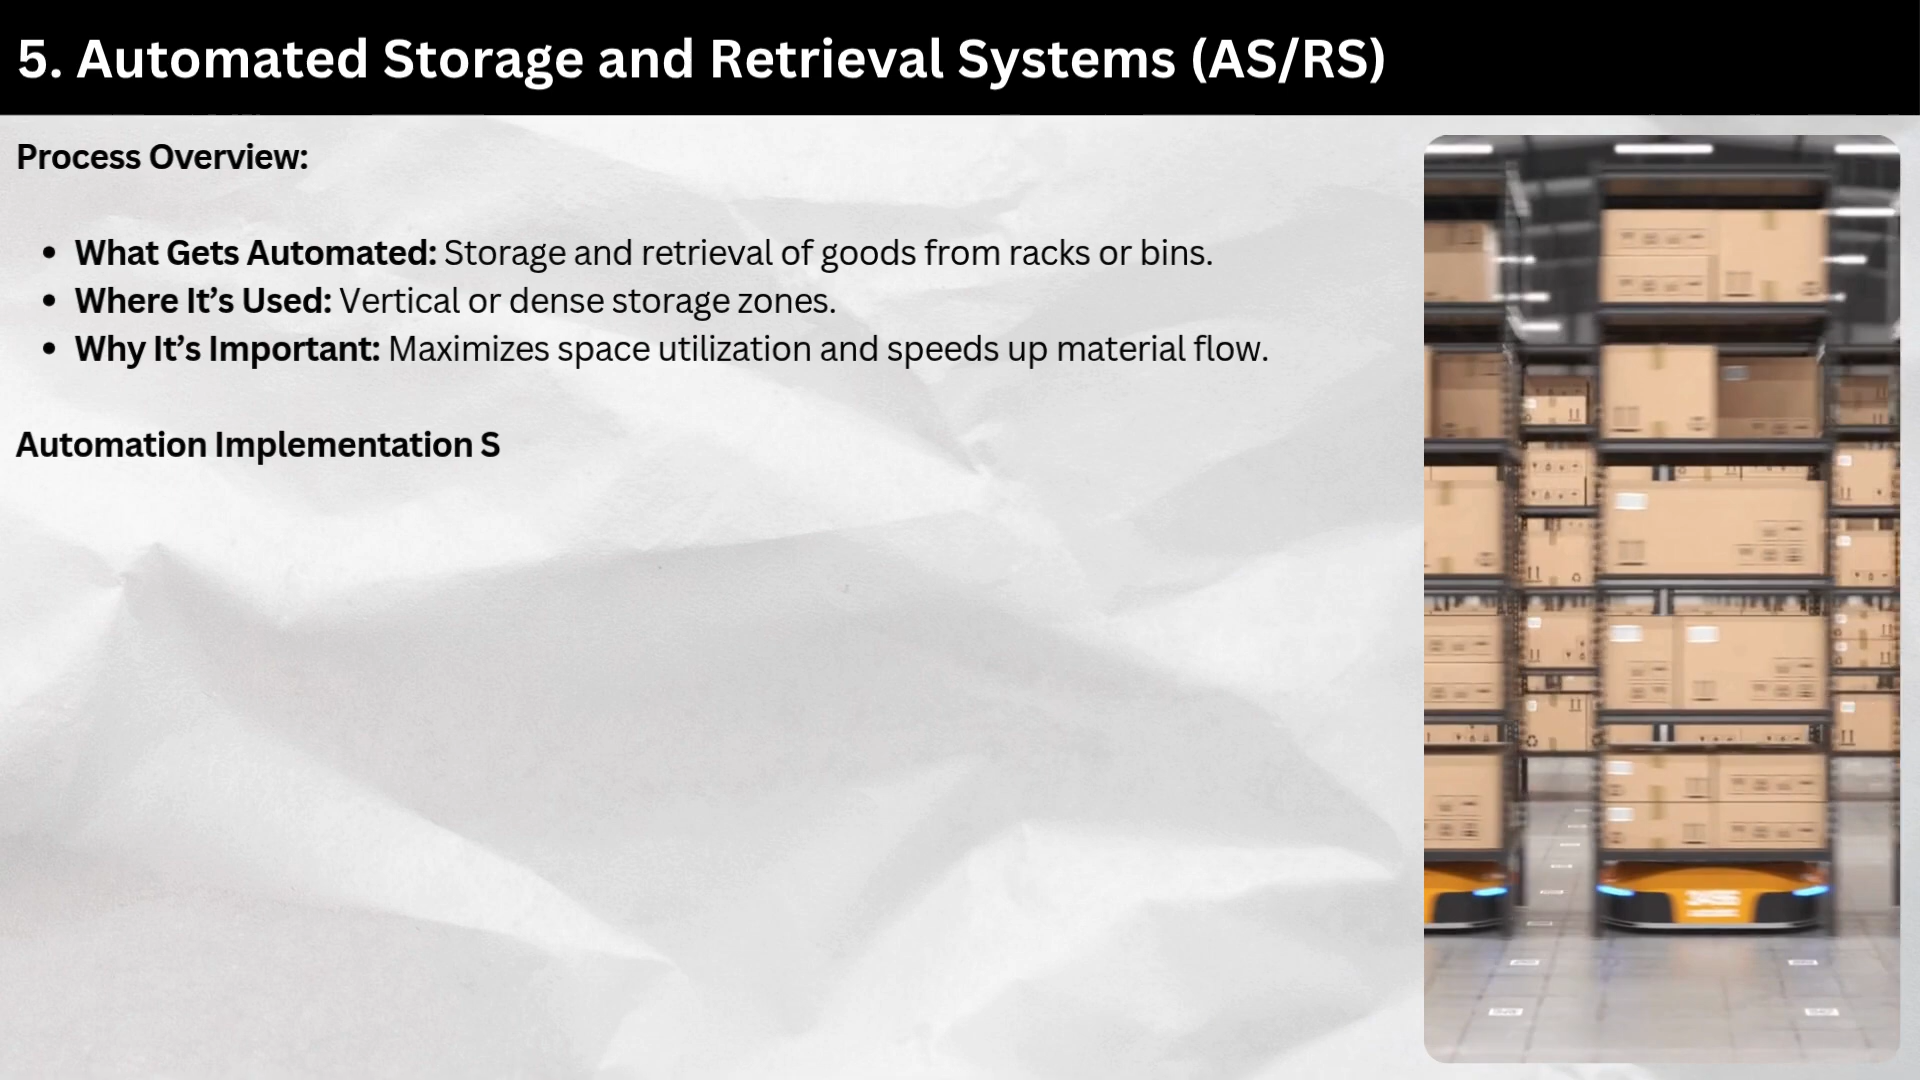 5. Automated Storage and Retrieval Systems (AS/RS)
Process Overview:
• What Gets Automated: Storage and retrieval of goods from racks or bins.
• Where It’s Used: Vertical or dense storage zones.
• Why It’s Important: Maximizes space utilization and speeds up material flow.
Automation Implementation S